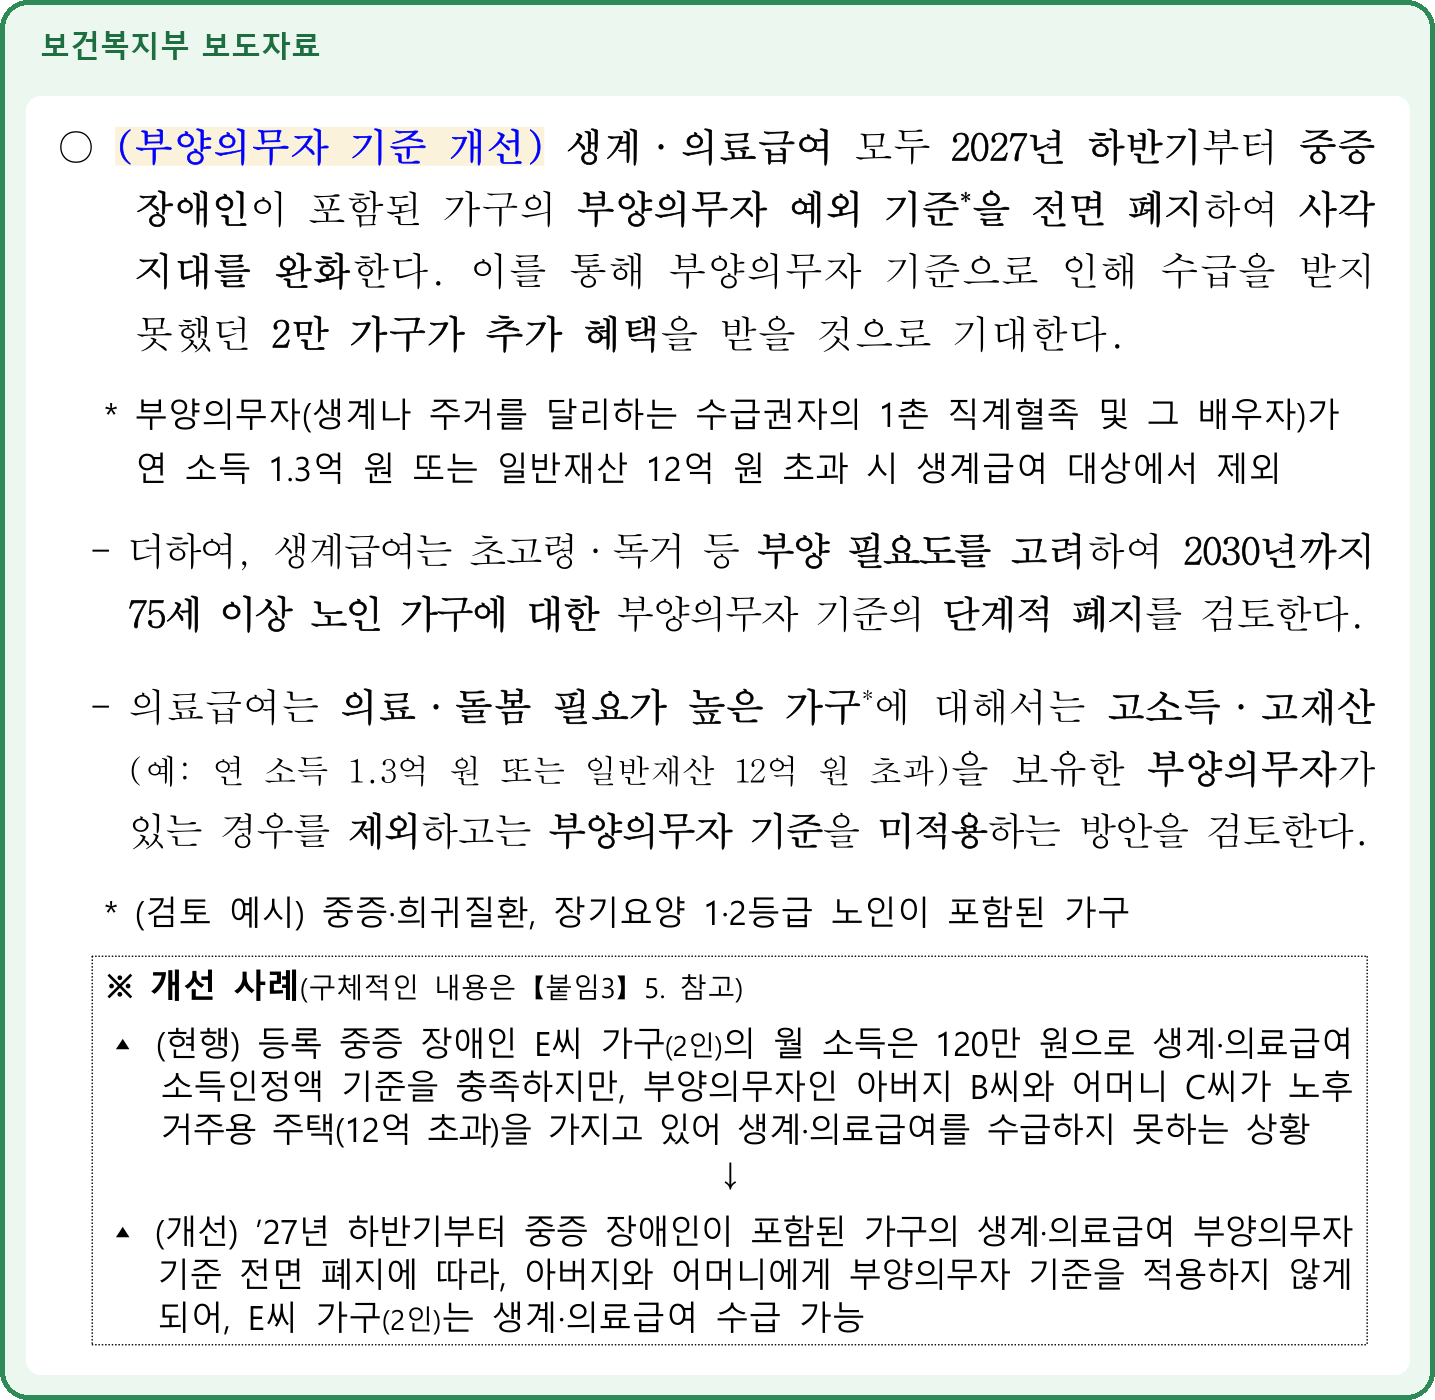 보건복지부 보도자료
○ (부양의무자 기준 개선) 생계·의료급여 모두 2027년 하반기부터 중증
장애인이 포함된 가구의 부양의무자 예외 기준*을 전면 폐지하여 사각
지대를 완화한다. 이를 통해 부양의무자 기준으로 인해 수급을 받지
못했던 2만 가구가 추가 혜택을 받을 것으로 기대한다.
* 부양의무자(생계나 주거를 달리하는 수급권자의 1촌 직계혈족 및 그 배우자)가
연 소득 1.3억 원 또는 일반재산 12억 원 초과 시 생계급여 대상에서 제외
- 더하여, 생계급여는 초고령·독거 등 부양 필요도를 고려하여 2030년까지
75세 이상 노인 가구에 대한 부양의무자 기준의 단계적 폐지를 검토한다.
- 의료급여는 의료·돌봄 필요가 높은 가구*에 대해서는 고소득·고재산
(예: 연 소득 1.3억 원 또는 일반재산 12억 원 초과)을 보유한 부양의무자가
있는 경우를 제외하고는 부양의무자 기준을 미적용하는 방안을 검토한다.
* (검토 예시) 중증·희귀질환, 장기요양 1·2등급 노인이 포함된 가구
※ 개선 사례(구체적인 내용은【붙임3】5. 참고)
▲ (현행) 등록 중증 장애인 E씨 가구(2인)의 월 소득은 120만 원으로 생계·의료급여
소득인정액 기준을 충족하지만, 부양의무자인 아버지 B씨와 어머니 C씨가 노후
거주용 주택(12억 초과)을 가지고 있어 생계·의료급여를 수급하지 못하는 상황
↓
▲ (개선) ’27년 하반기부터 중증 장애인이 포함된 가구의 생계·의료급여 부양의무자
기준 전면 폐지에 따라, 아버지와 어머니에게 부양의무자 기준을 적용하지 않게
되어, E씨 가구(2인)는 생계·의료급여 수급 가능